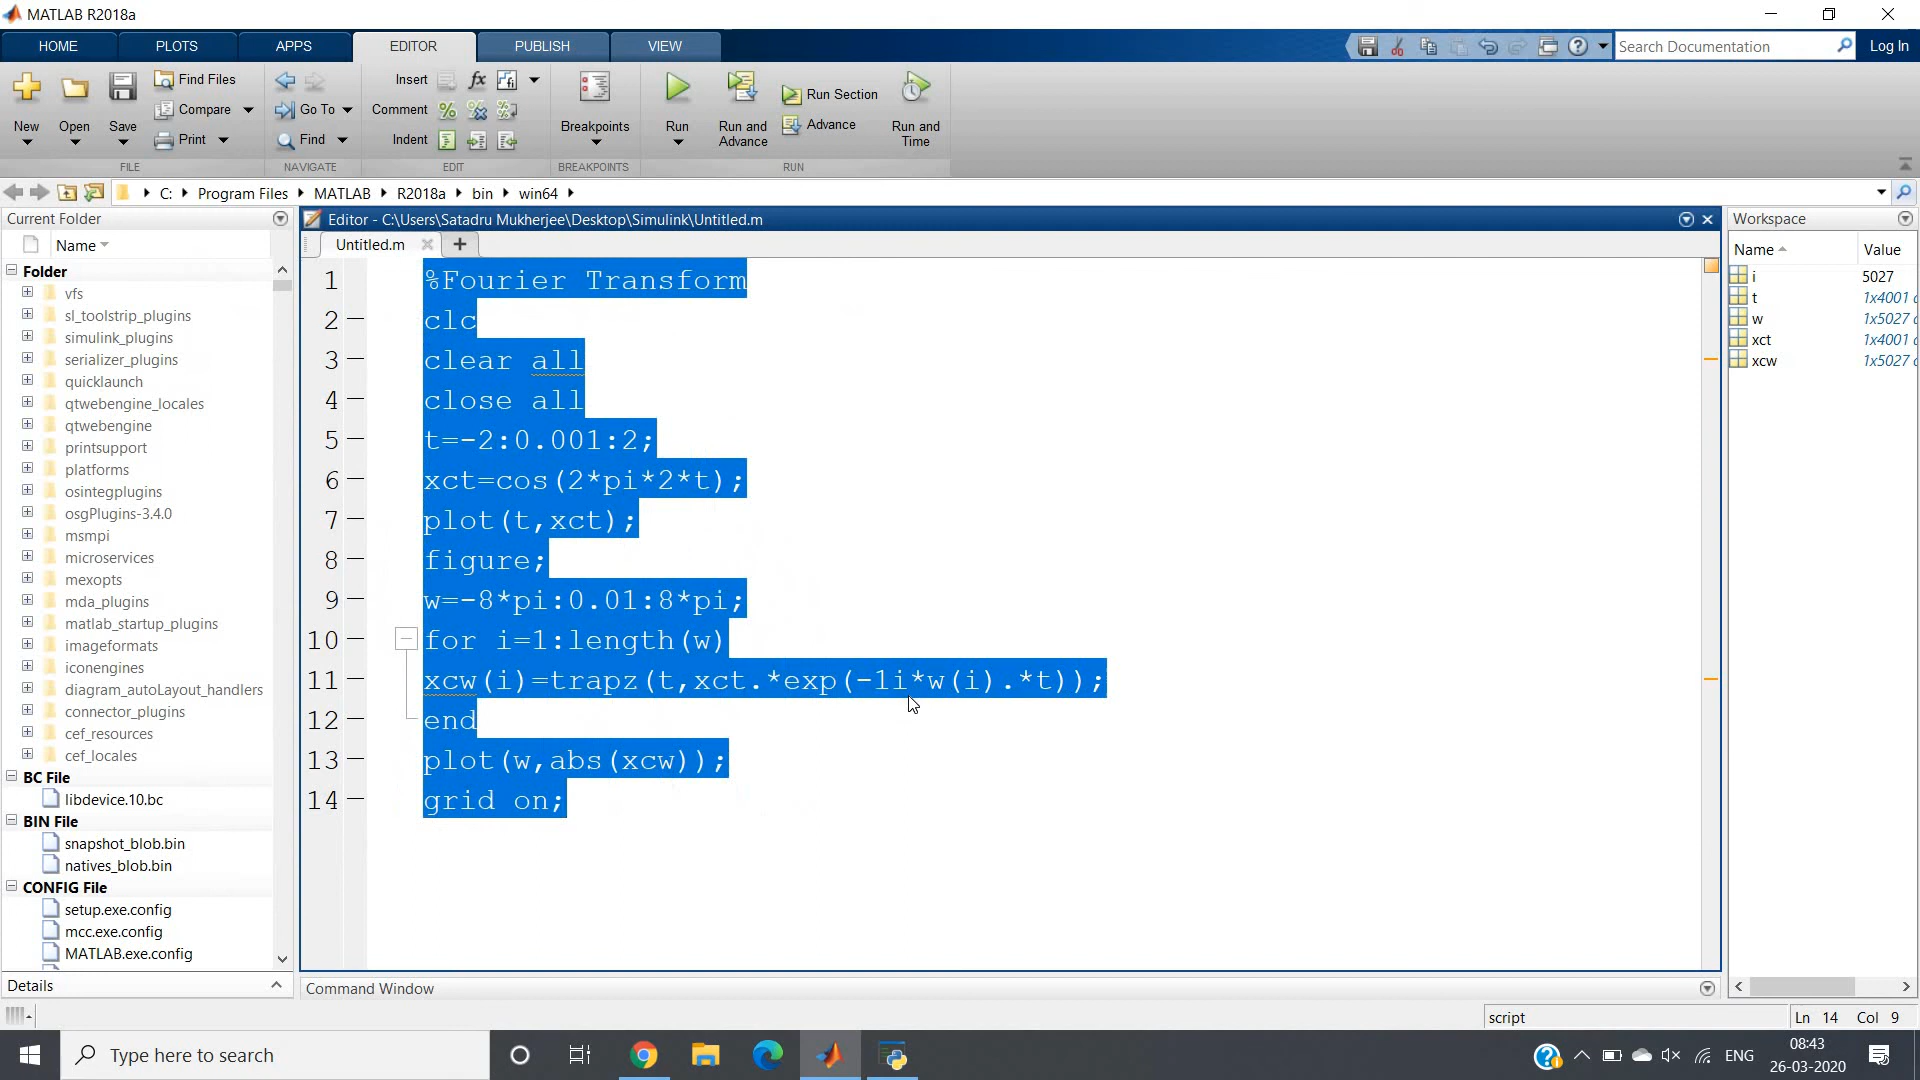 MATLAB R2018a
HOME
PLOTS
APPS
EDITOR
PUBLISH
VIEW
Search Documentation
Log In
New
Open
Save
Find Files
Compare
Print
Go To
Find
Insert
fx
Comment
Indent
Breakpoints
Run
Run and Advance
Run Section
Advance
Run and Time
FILE
NAVIGATE
EDIT
BREAKPOINTS
RUN
C:
Program Files
MATLAB
R2018a
bin
win64
Current Folder
Name
Folder
vfs
sl_toolstrip_plugins
simulink_plugins
serializer_plugins
quicklaunch
qtwebengine_locales
qtwebengine
printsupport
platforms
osintegplugins
osgPlugins-3.4.0
msmpi
microservices
mexopts
mda_plugins
matlab_startup_plugins
imageformats
iconengines
diagram_autoLayout_handlers
connector_plugins
cef_resources
cef_locales
BC File
libdevice.10.bc
BIN File
snapshot_blob.bin
natives_blob.bin
CONFIG File
setup.exe.config
mcc.exe.config
MATLAB.exe.config
Details
Editor - C:\Users\Satadru Mukherjee\Desktop\Simulink\Untitled.m
Untitled.m
1 %Fourier Transform
2 clc
3 clear all
4 close all
5 t=-2:0.001:2;
6 xct=cos(2*pi*2*t);
7 plot(t,xct);
8 figure;
9 w=-8*pi:0.01:8*pi;
10 for i=1:length(w)
11 xcw(i)=trapz(t,xct.*exp(-1i*w(i).*t));
12 end
13 plot(w,abs(xcw));
14 grid on;
Command Window
Workspace
Name Value
i 5027
t 1x4001
w 1x5027
xct 1x4001
xcw 1x5027
script
Ln 14 Col 9
Type here to search
ENG
08:43
26-03-2020